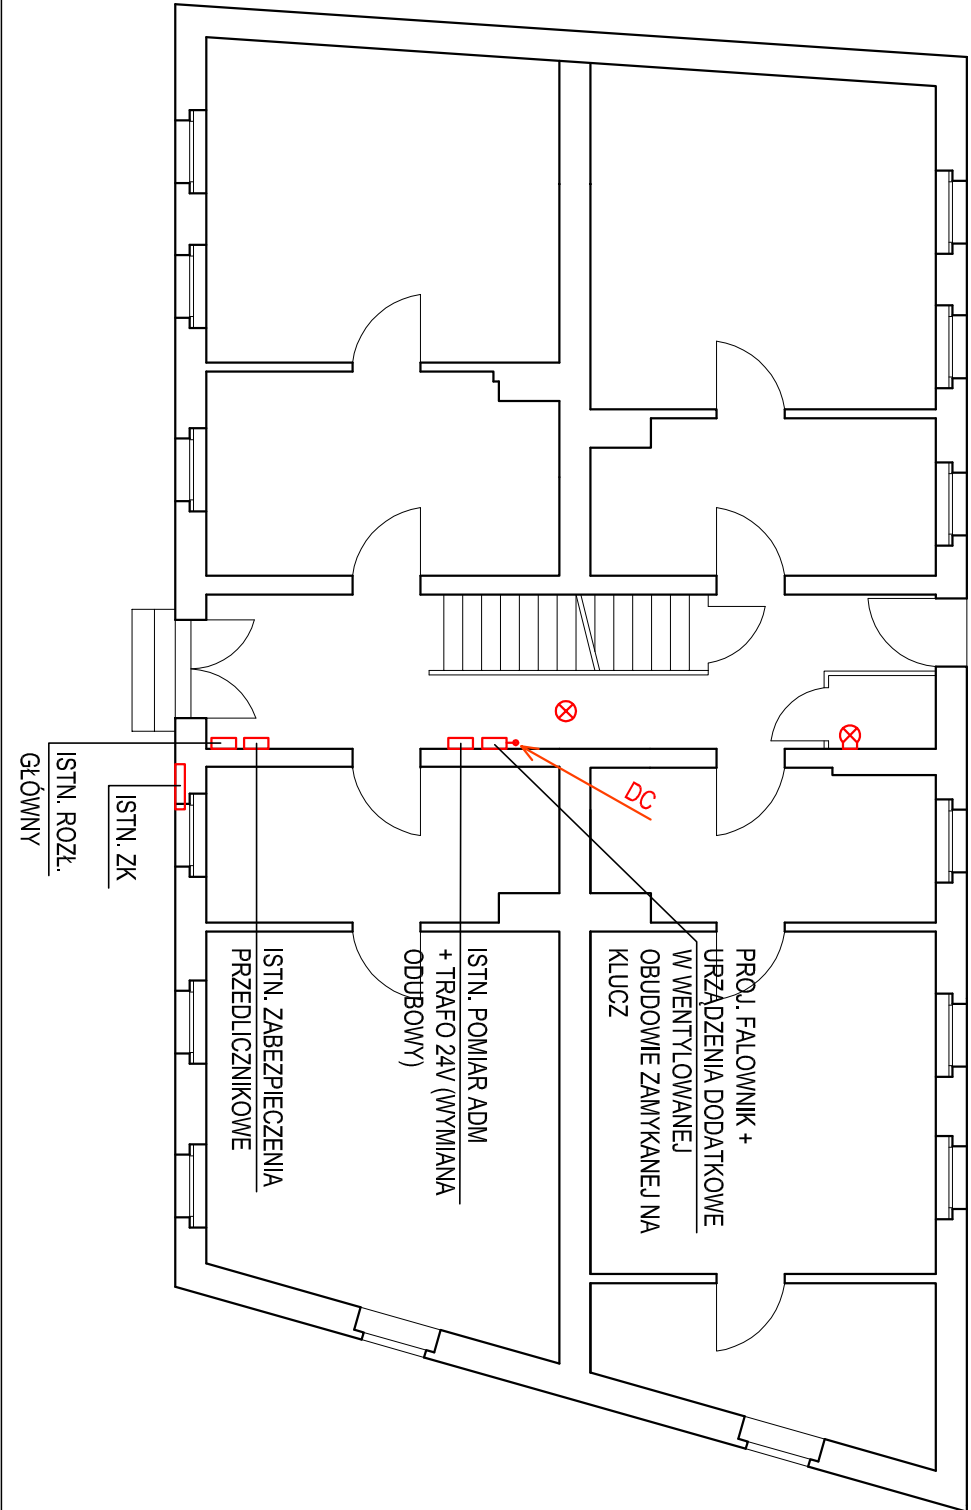 PROJ. FALOWNIK +
URZĄDZENIA DODATKOWE
W WENTYLOWANEJ
OBUDOWIE ZAMYKANEJ NA
KLUCZ
DC
ISTN. POMIAR ADM
+ TRAFO 24V (WYMIANA
ODUBOWY)
ISTN. ZABEZPIECZENIA
PRZEDLICZNIKOWE
ISTN. ZK
ISTN. ROZŁ.
GŁÓWNY